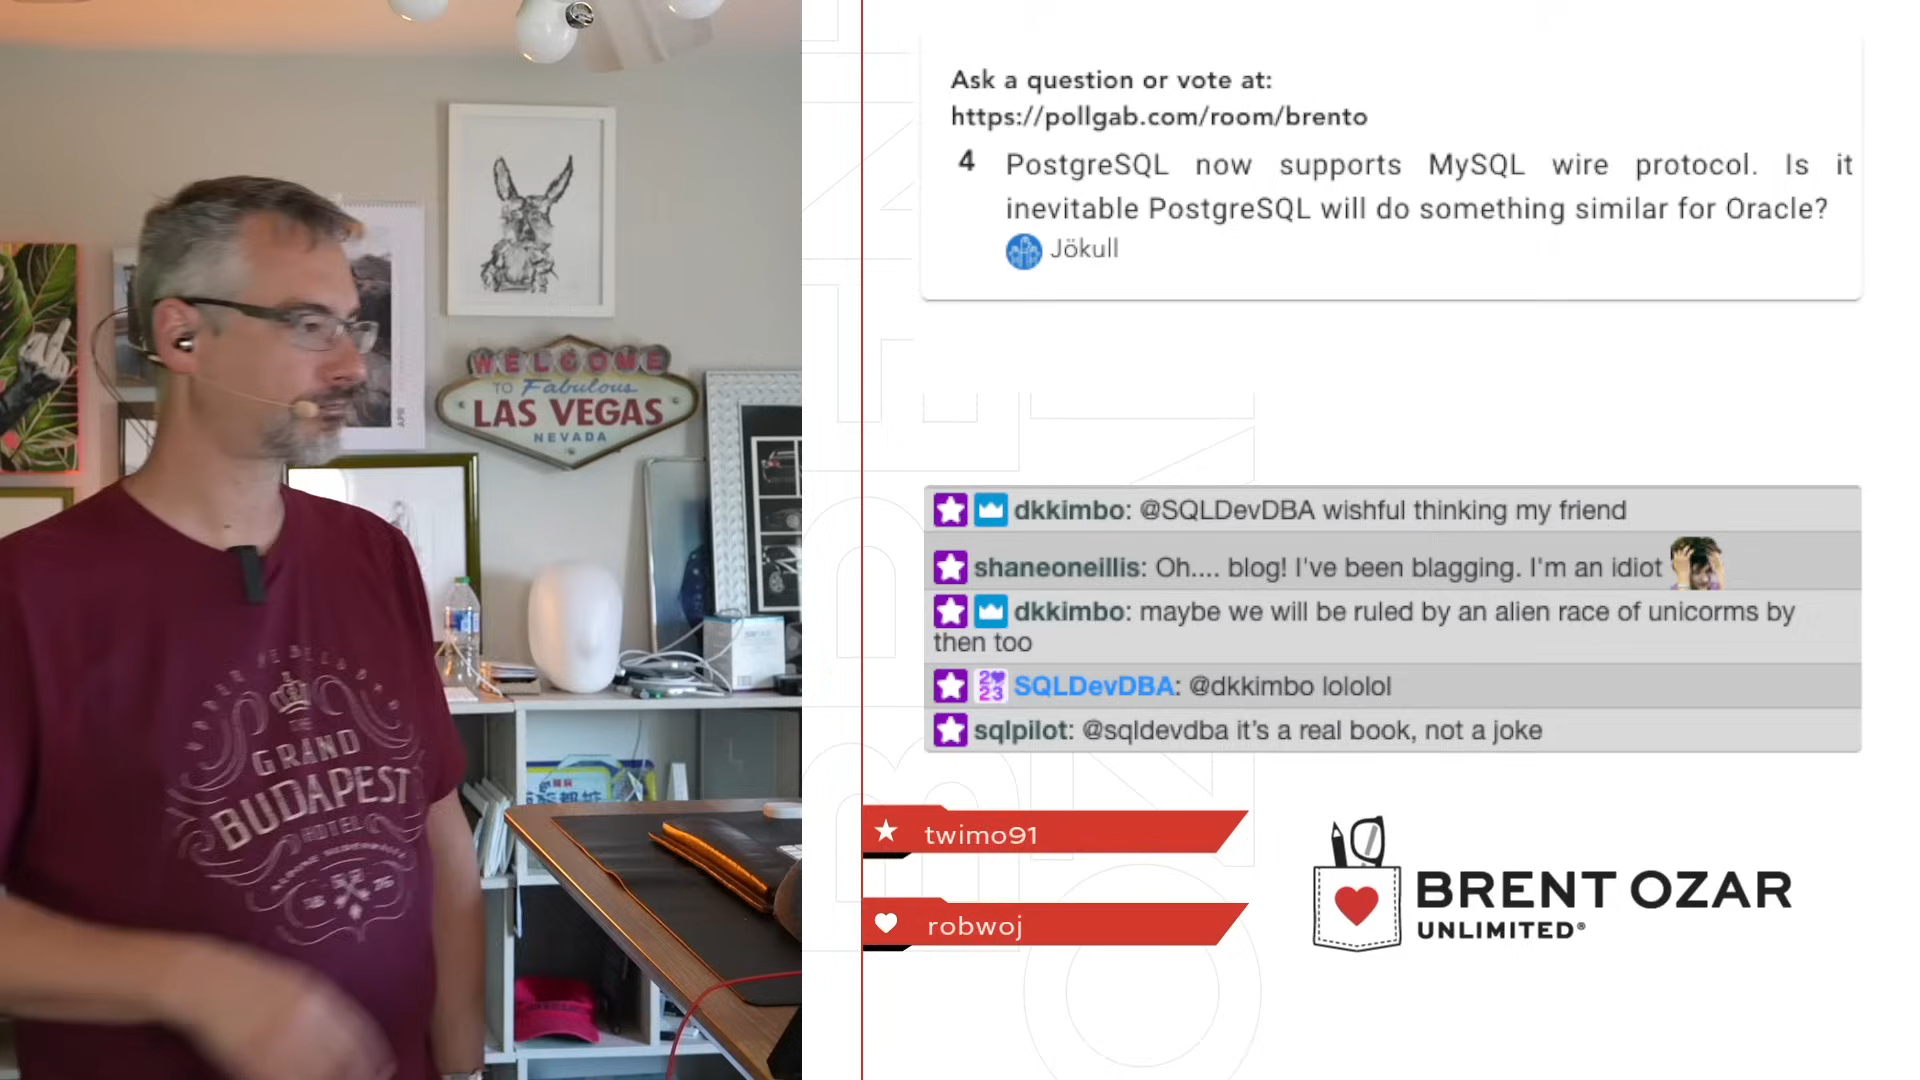 WELCOME
TO Fabulous
LAS VEGAS
NEVADA
APR
THE
GRAND
BUDAPEST
HOTEL
Ask a question or vote at:
https://pollgab.com/room/brento
4 PostgreSQL now supports MySQL wire protocol. Is it
inevitable PostgreSQL will do something similar for Oracle?
Jökull
dkkimbo: @SQLDevDBA wishful thinking my friend
shaneoneillis: Oh.... blog! I've been blagging. I'm an idiot
dkkimbo: maybe we will be ruled by an alien race of unicorms by
then too
SQLDevDBA: @dkkimbo lololol
sqlpilot: @sqldevdba it's a real book, not a joke
twimo91
robwoj
BRENT OZAR
UNLIMITED®